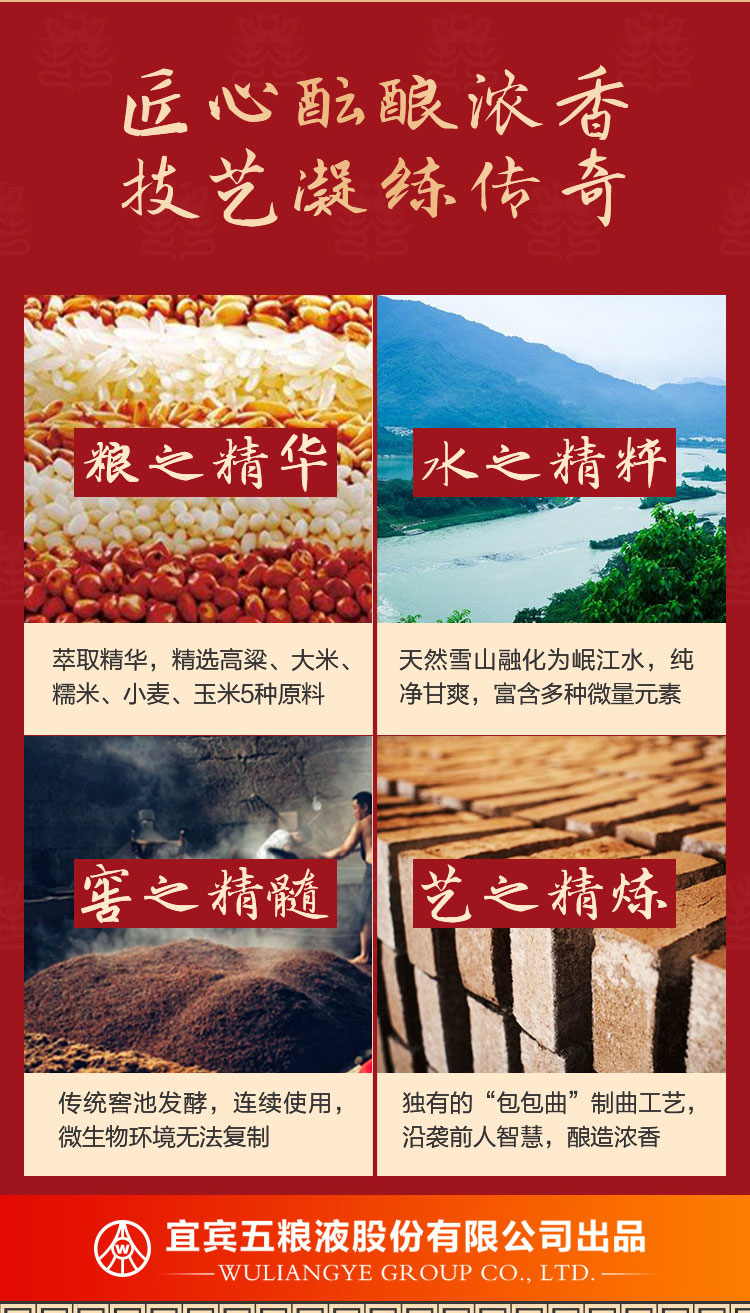 匠心酝酿浓香
技艺凝练传奇
粮之精华
水之精粹
萃取精华，精选高粱、大米、
糯米、小麦、玉米5种原料
天然雪山融化为岷江水，纯
净甘爽，富含多种微量元素
窖之精髓
艺之精炼
传统窖池发酵，连续使用，
微生物环境无法复制
独有的“包包曲”制曲工艺，
沿袭前人智慧，酿造浓香
宜宾五粮液股份有限公司出品
WULIANGYE GROUP CO., LTD.
W